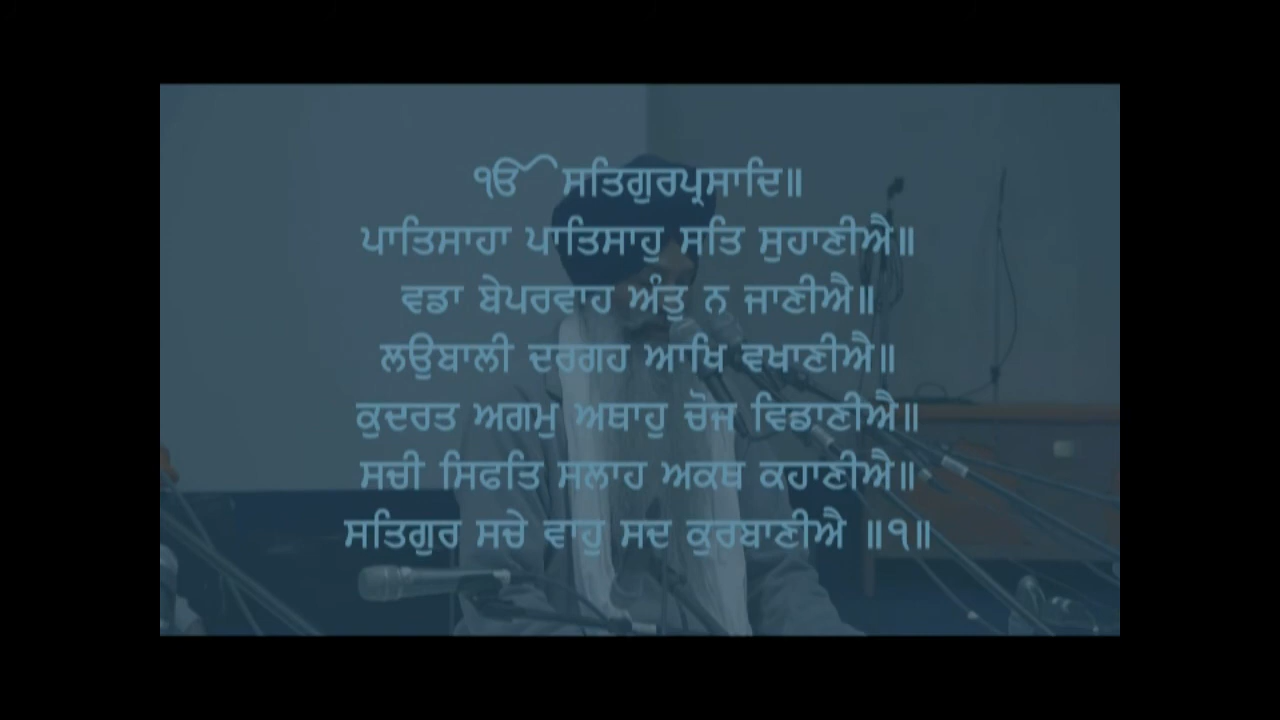 ੴ ਸਤਿਗੁਰਪ੍ਰਸਾਦਿ॥
ਪਾਤਿਸਾਹਾ ਪਾਤਿਸਾਹੁ ਸਤਿ ਸੁਹਾਣੀਐ॥
ਵਡਾ ਬੇਪਰਵਾਹ ਅੰਤੁ ਨ ਜਾਣੀਐ॥
ਲਉਬਾਲੀ ਦਰਗਹ ਆਖਿ ਵਖਾਣੀਐ॥
ਕੁਦਰਤ ਅਗਮੁ ਅਥਾਹੁ ਚੋਜ ਵਿਡਾਣੀਐ॥
ਸਚੀ ਸਿਫਤਿ ਸਲਾਹ ਅਕਥ ਕਹਾਣੀਐ॥
ਸਤਿਗੁਰ ਸਚੇ ਵਾਹੁ ਸਦ ਕੁਰਬਾਣੀਐ ॥੧॥